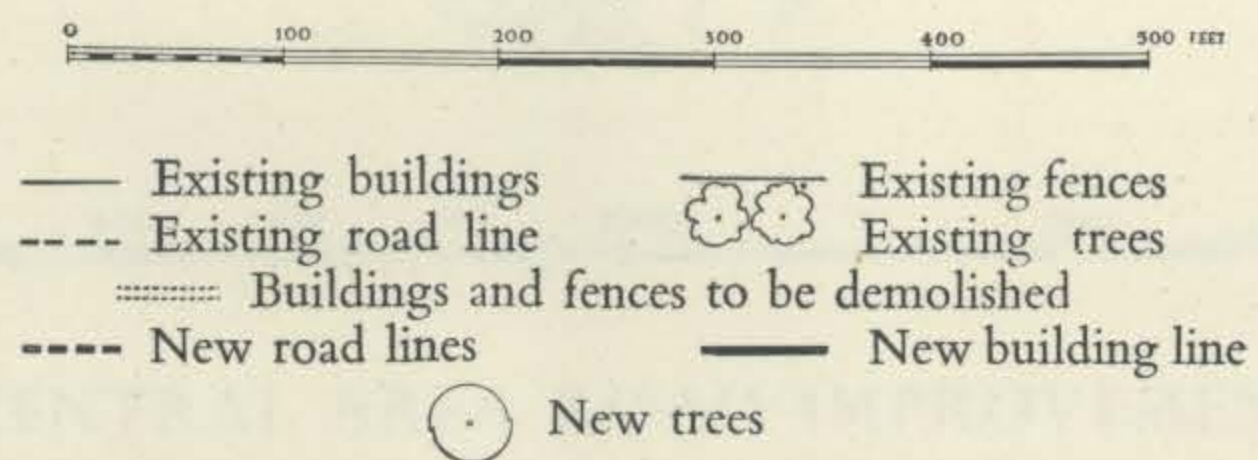 0 100 200 300 400 500 FEET
Existing buildings Existing fences
Existing road line Existing trees
Buildings and fences to be demolished
New road lines New building line
New trees